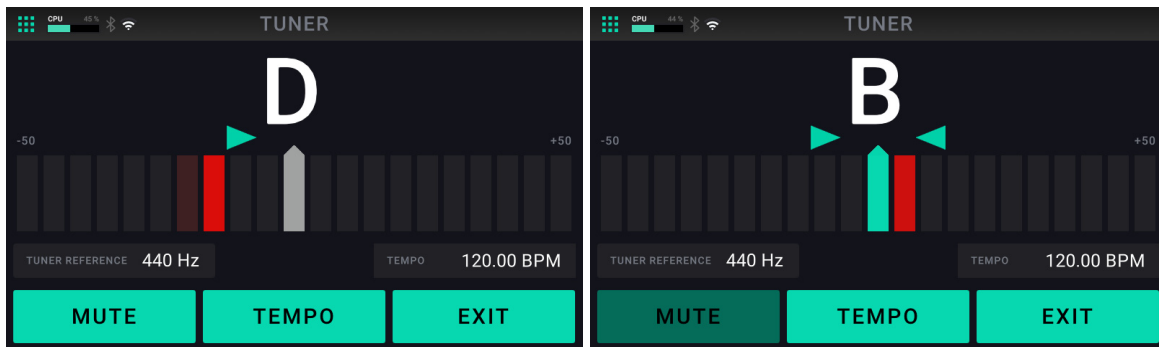 CPU 45 % TUNER
D
-50 +50
TUNER REFERENCE 440 Hz TEMPO 120.00 BPM
MUTE TEMPO EXIT
CPU 44 % TUNER
B
-50 +50
TUNER REFERENCE 440 Hz TEMPO 120.00 BPM
MUTE TEMPO EXIT